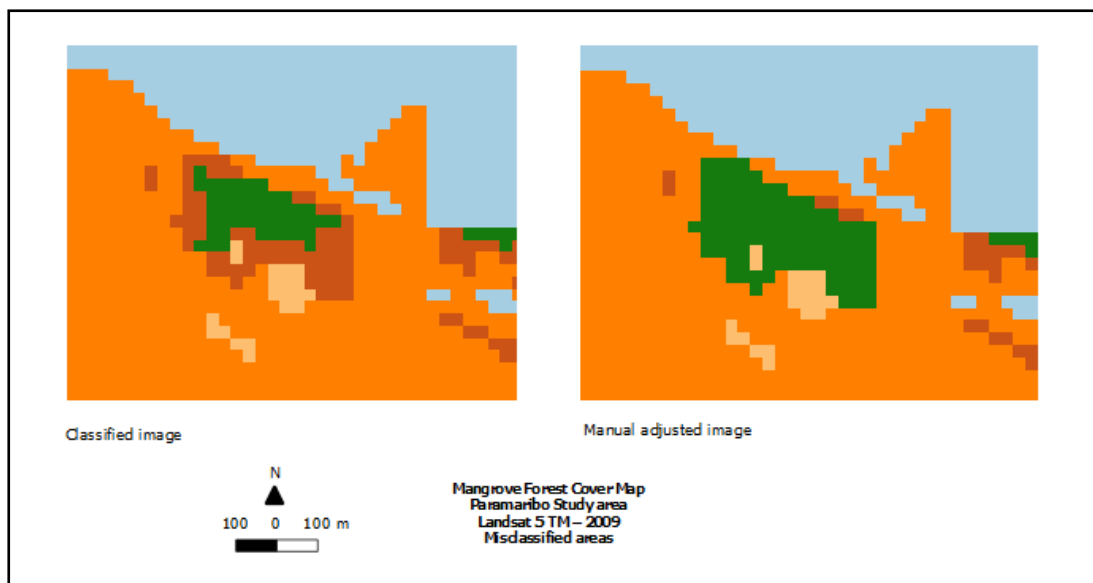 Classified image
Manual adjusted image
N
100 0 100 m
Mangrove Forest Cover Map
Paramaribo Study area
Landsat 5 TM – 2009
Misclassified areas